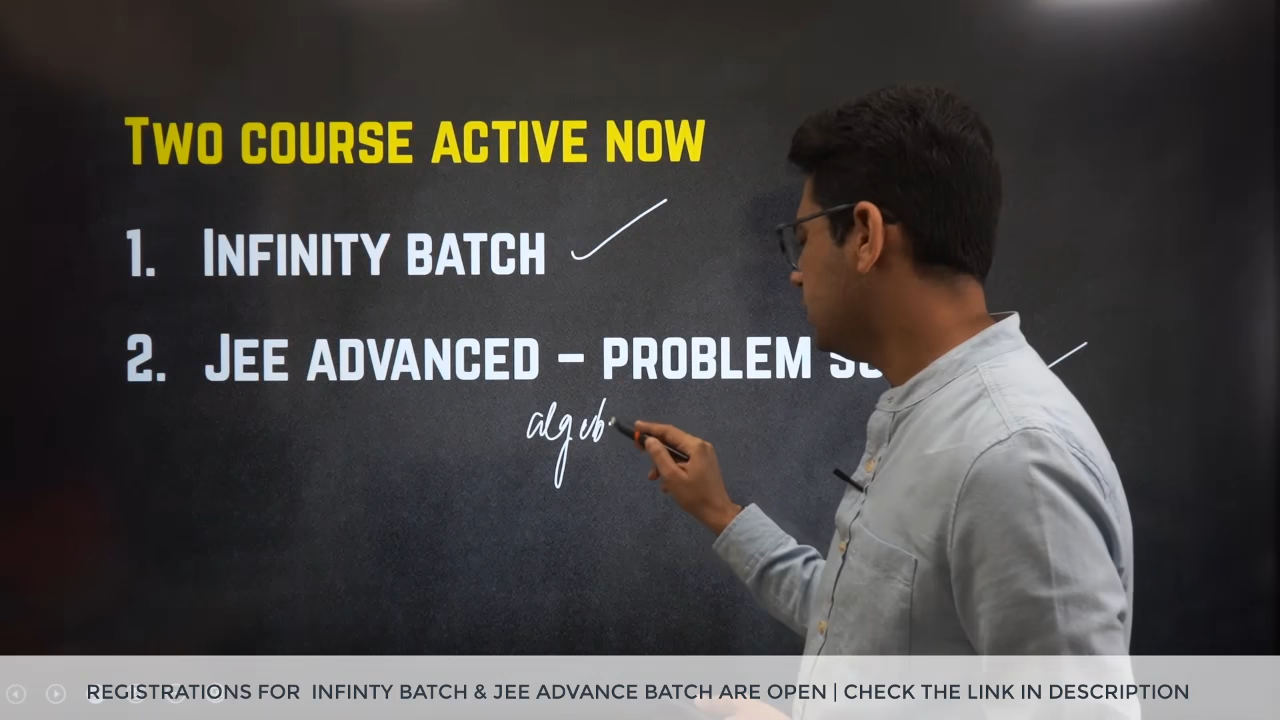 TWO COURSE ACTIVE NOW
1. INFINITY BATCH
2. JEE ADVANCED – PROBLEM
algeb
REGISTRATIONS FOR INFINTY BATCH & JEE ADVANCE BATCH ARE OPEN | CHECK THE LINK IN DESCRIPTION